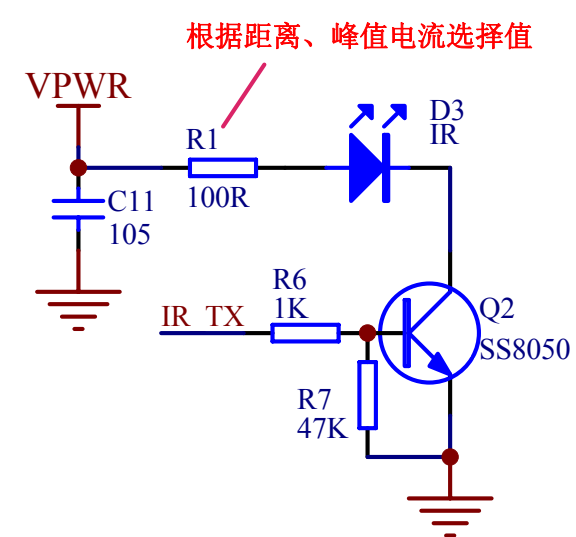 根据距离、峰值电流选择值
VPWR
R1
100R
D3
IR
C11
105
R6
1K
IR_TX
Q2
SS8050
R7
47K